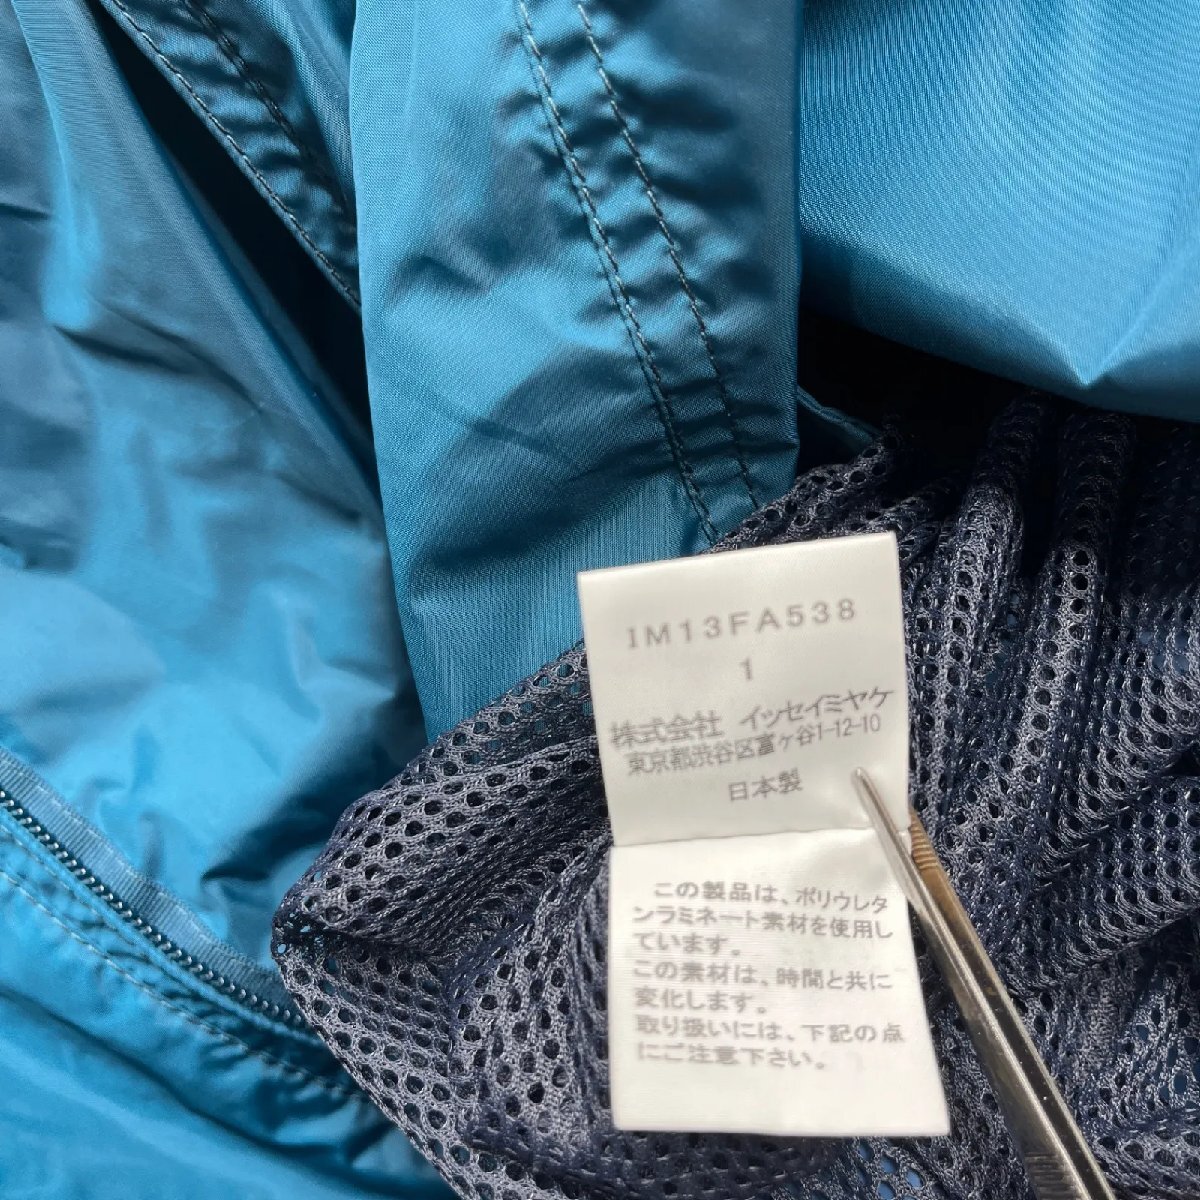 IM13FA538
1
株式会社 イッセイミヤケ
東京都渋谷区富ヶ谷1-12-10
日本製
この製品は、ポリウレタ
ンラミネート素材を使用し
ています。
この素材は、時間と共に
変化します。
取り扱いには、下記の点
にご注意下さい。